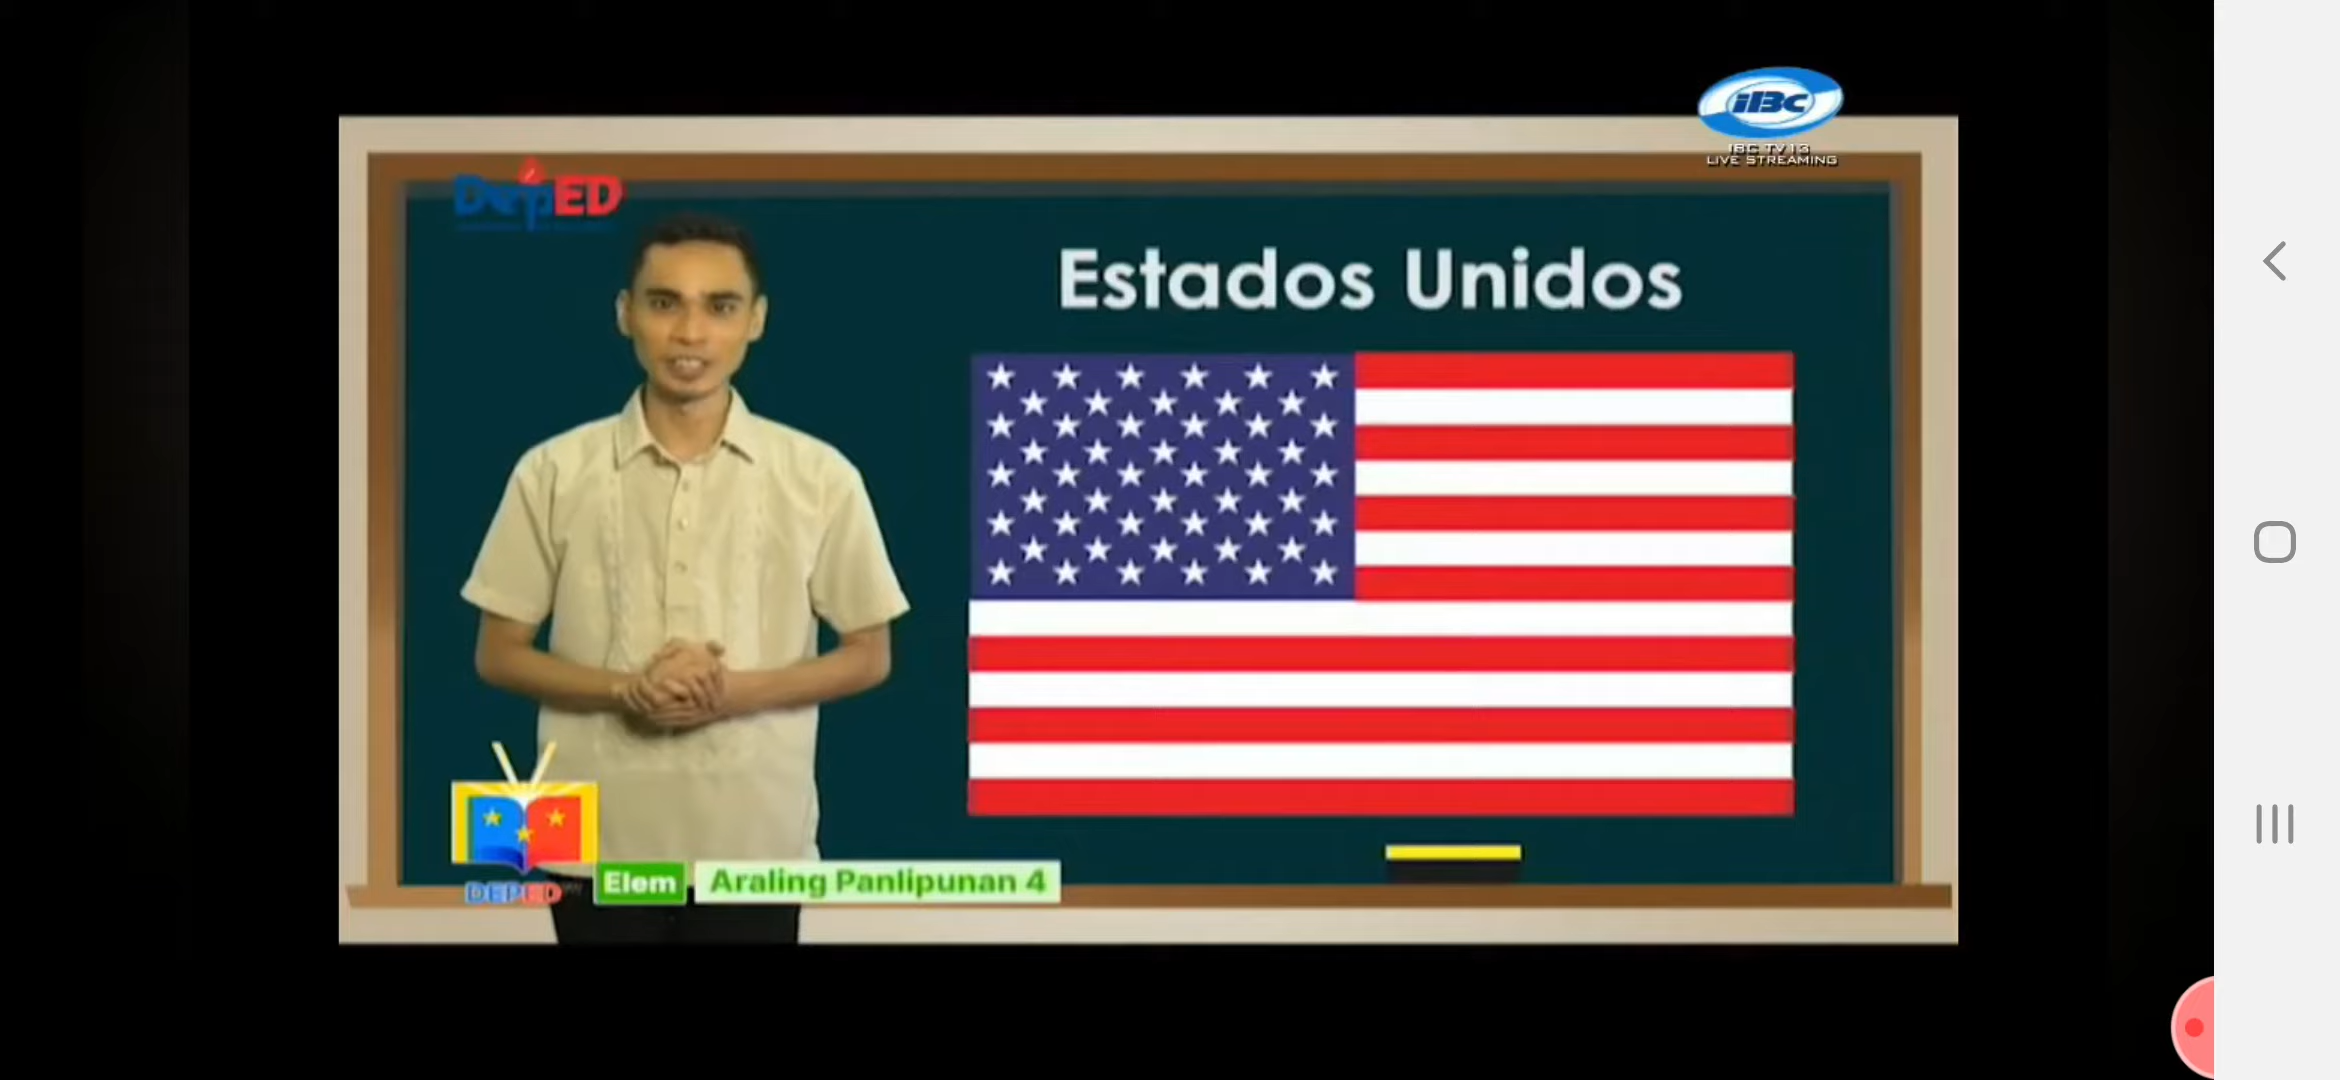 iBC
IBC TV13
LIVE STREAMING
DepED
Estados Unidos
DEPED
Elem
Araling Panlipunan 4